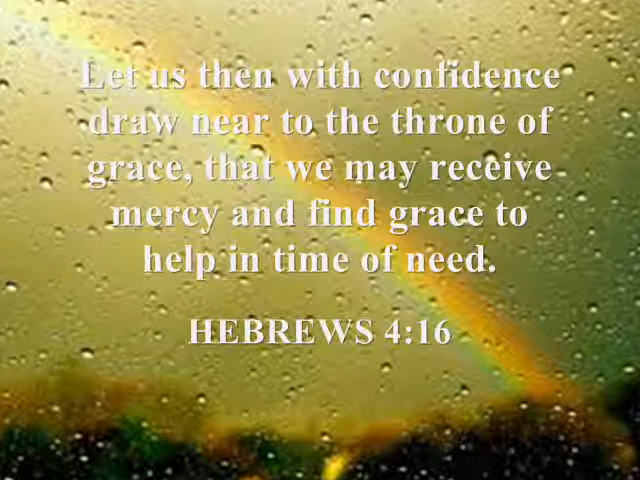 Let us then with confidence
draw near to the throne of
grace, that we may receive
mercy and find grace to
help in time of need.
HEBREWS 4:16